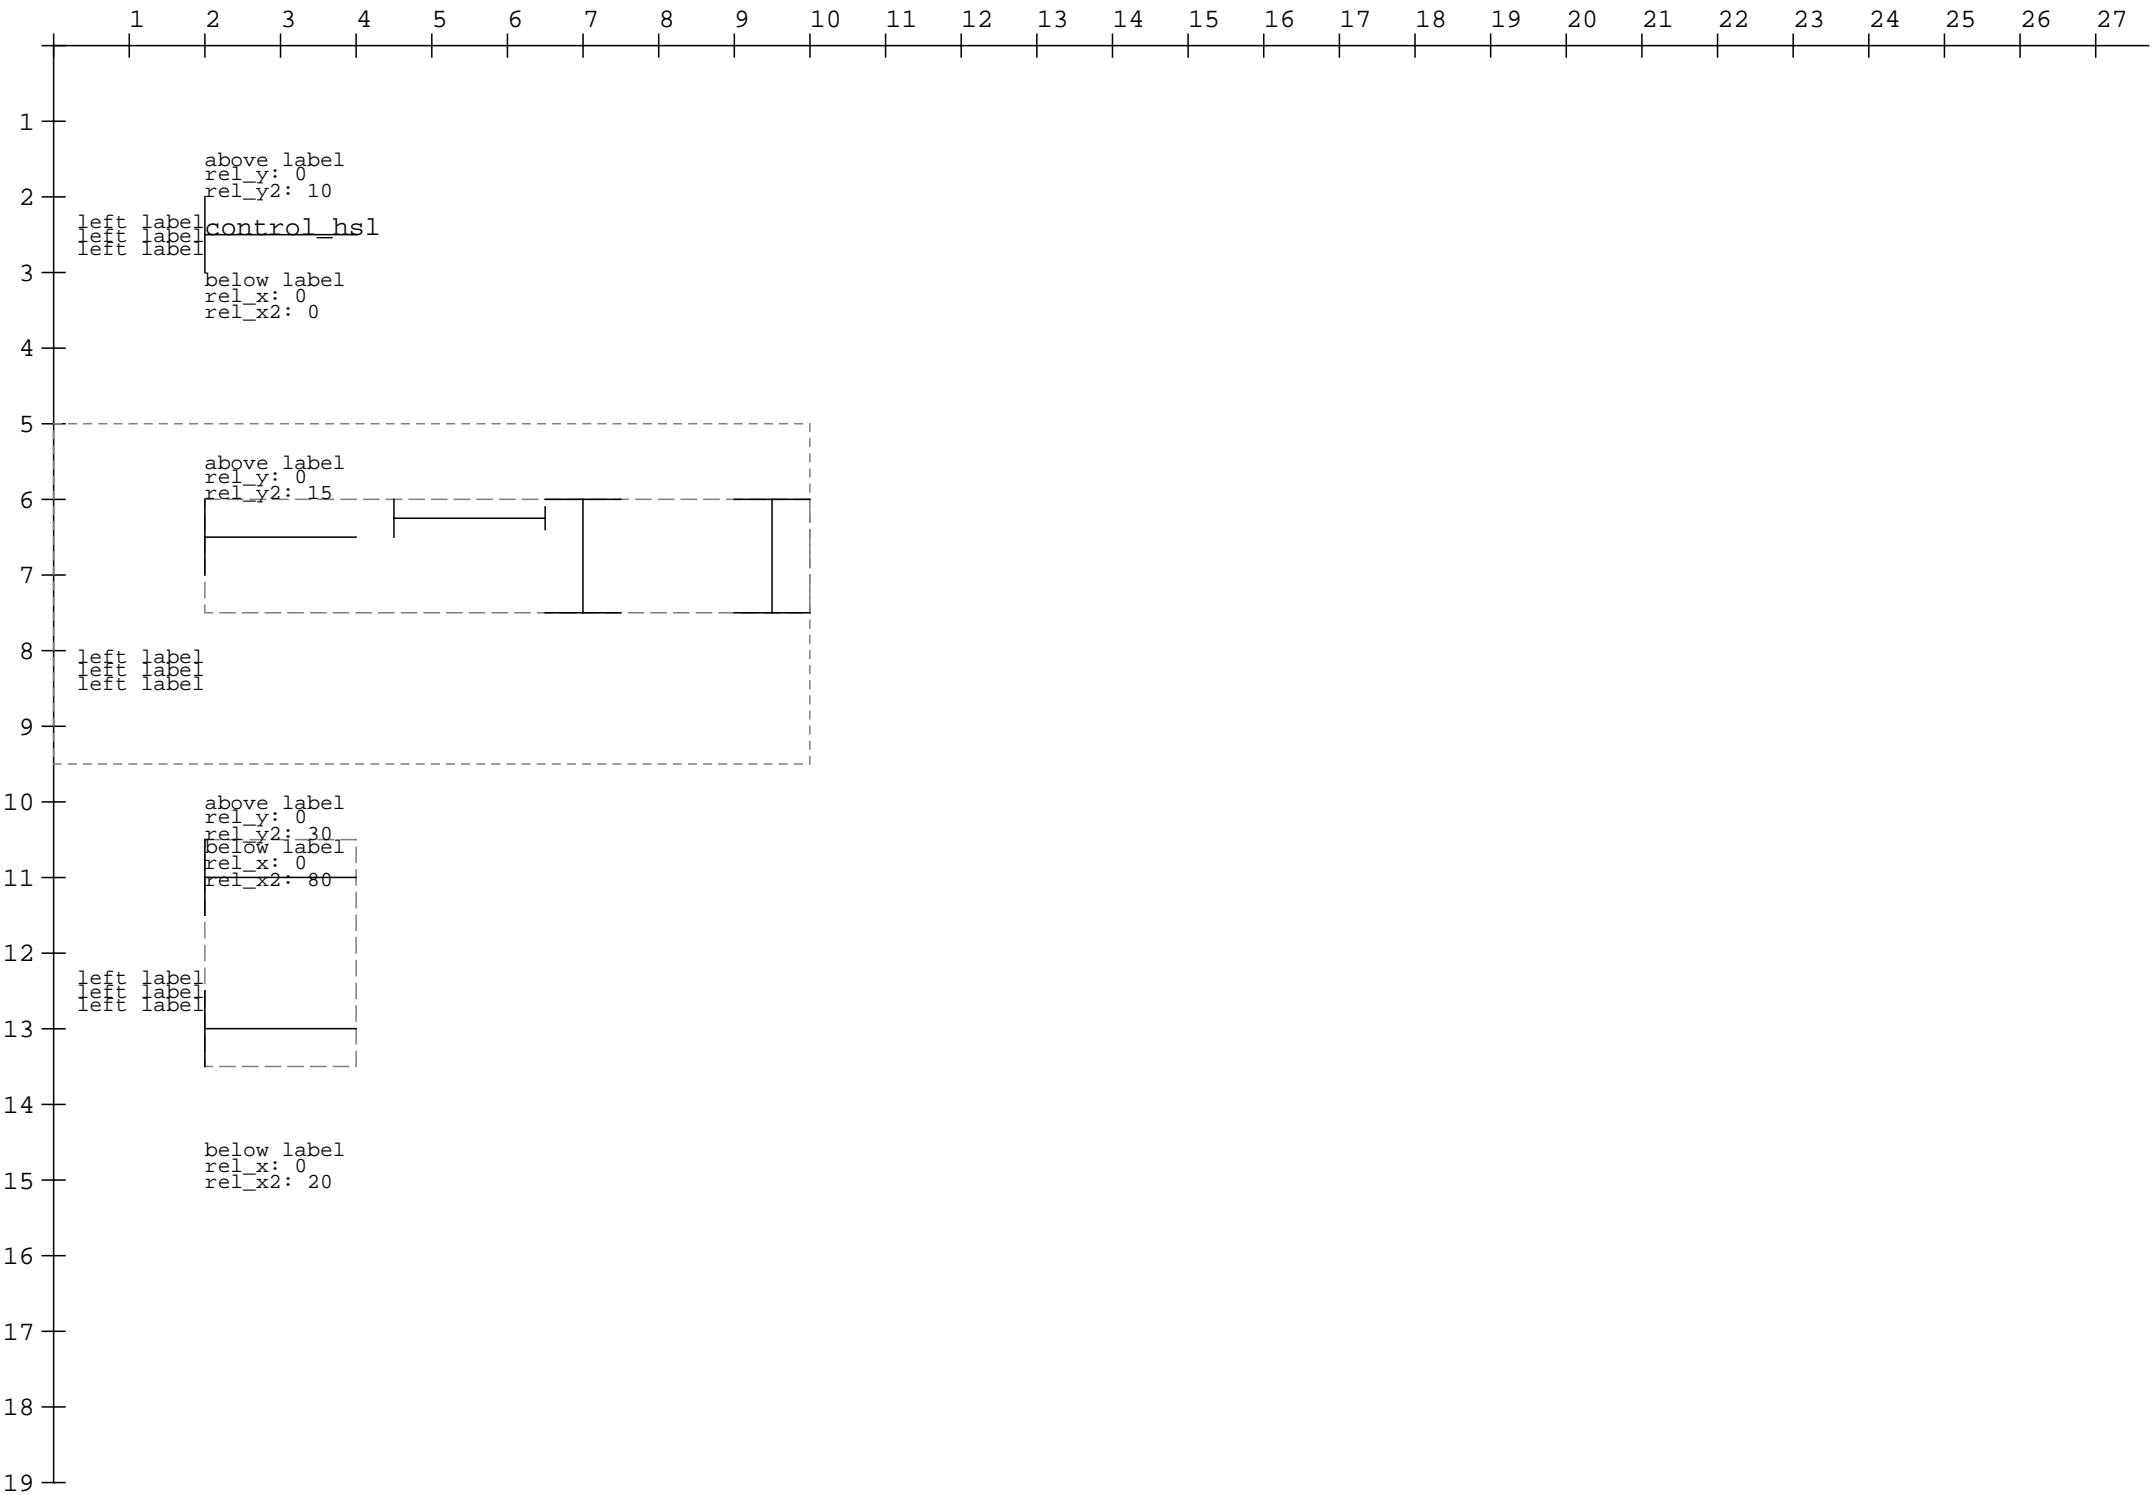 1 2 3 4 5 6 7 8 9 10 11 12 13 14 15 16 17 18 19 20 21 22 23 24 25 26 27
1
above label
rel_y: 0
rel_y2: 10
2
left label
left label
left label
control_hsl
3
below label
rel_x: 0
rel_x2: 0
4
5
above label
rel_y: 0
rel_y2: 15
6
7
8
left label
left label
left label
9
10
above label
rel_y: 0
rel_y2: 30
below label
rel_x: 0
rel_x2: 80
11
12
left label
left label
left label
13
14
below label
rel_x: 0
rel_x2: 20
15
16
17
18
19